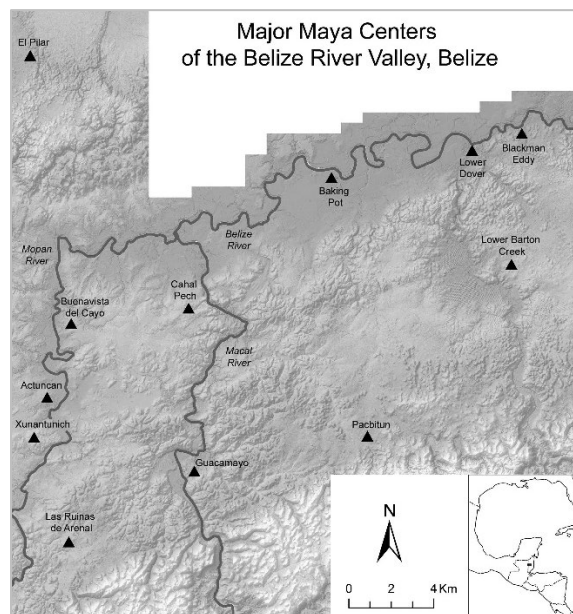 Major Maya Centers
of the Belize River Valley, Belize
El Pilar
Blackman
Eddy
Lower
Dover
Baking
Pot
Belize
River
Mopan
River
Lower Barton
Creek
Cahal
Pech
Buenavista
del Cayo
Macal
River
Actuncan
Xunantunich
Pacbitun
Guacamayo
Las Ruinas
de Arenal
N
0 2 4 Km